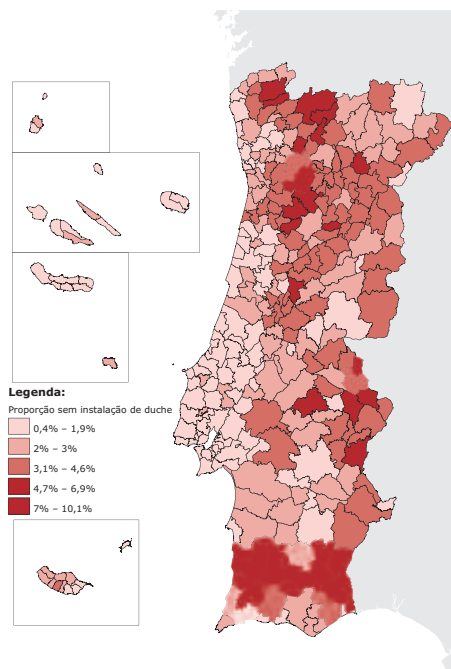 Legenda:
Proporção sem instalação de duche
0,4% – 1,9%
2% – 3%
3,1% – 4,6%
4,7% – 6,9%
7% – 10,1%